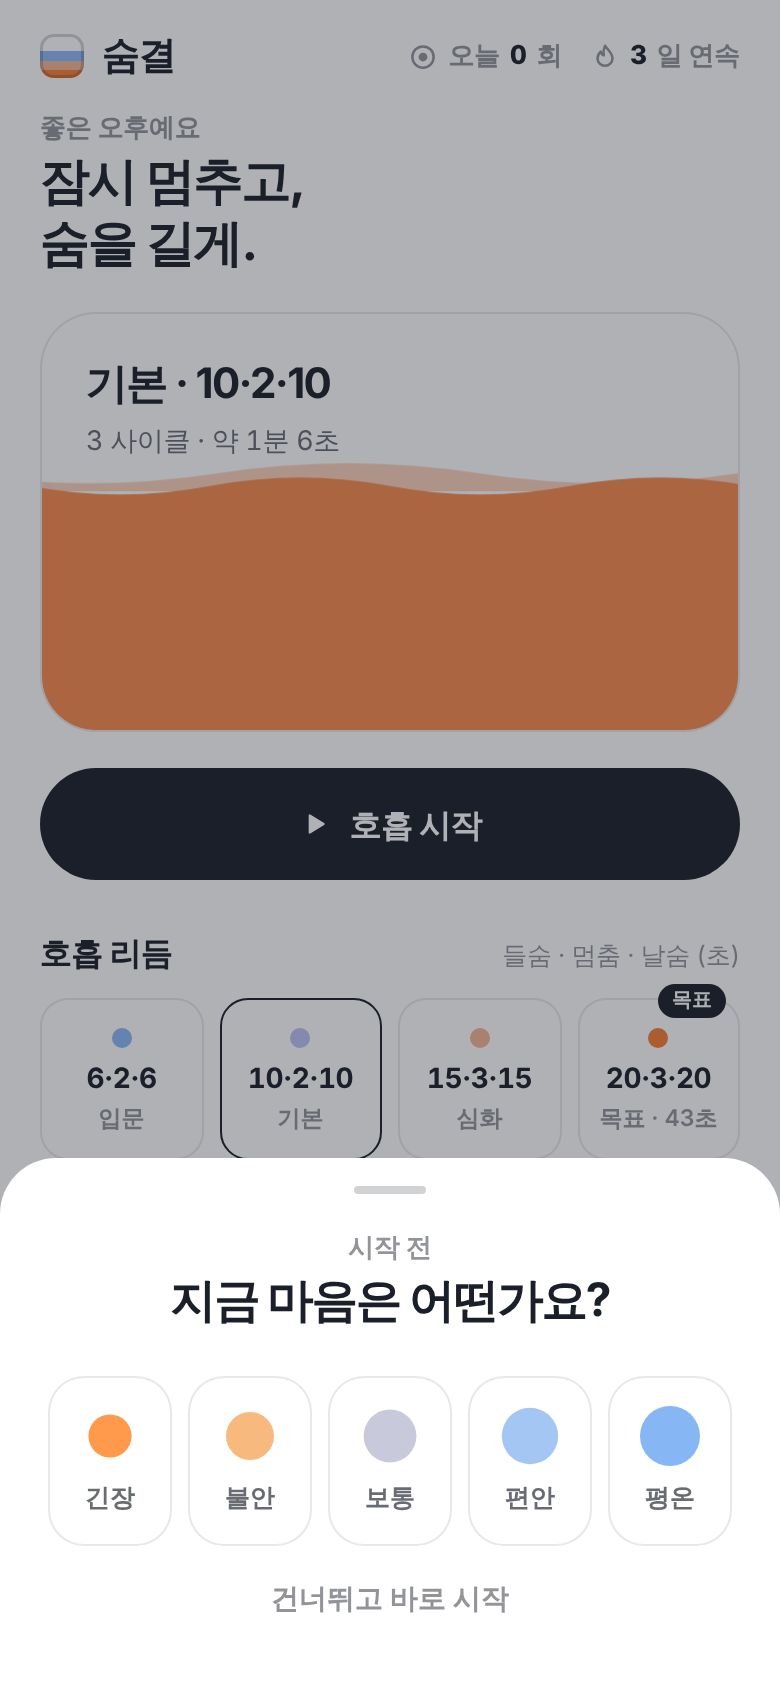 숨결
오늘 0 회 3 일 연속
좋은 오후예요
잠시 멈추고,
숨을 길게.
기본 · 10·2·10
3 사이클 · 약 1분 6초
호흡 시작
호흡 리듬 들숨 · 멈춤 · 날숨 (초)
목표
6·2·6 10·2·10 15·3·15 20·3·20
입문 기본 심화 목표 · 43초
시작 전
지금 마음은 어떤가요?
긴장 불안 보통 편안 평온
건너뛰고 바로 시작